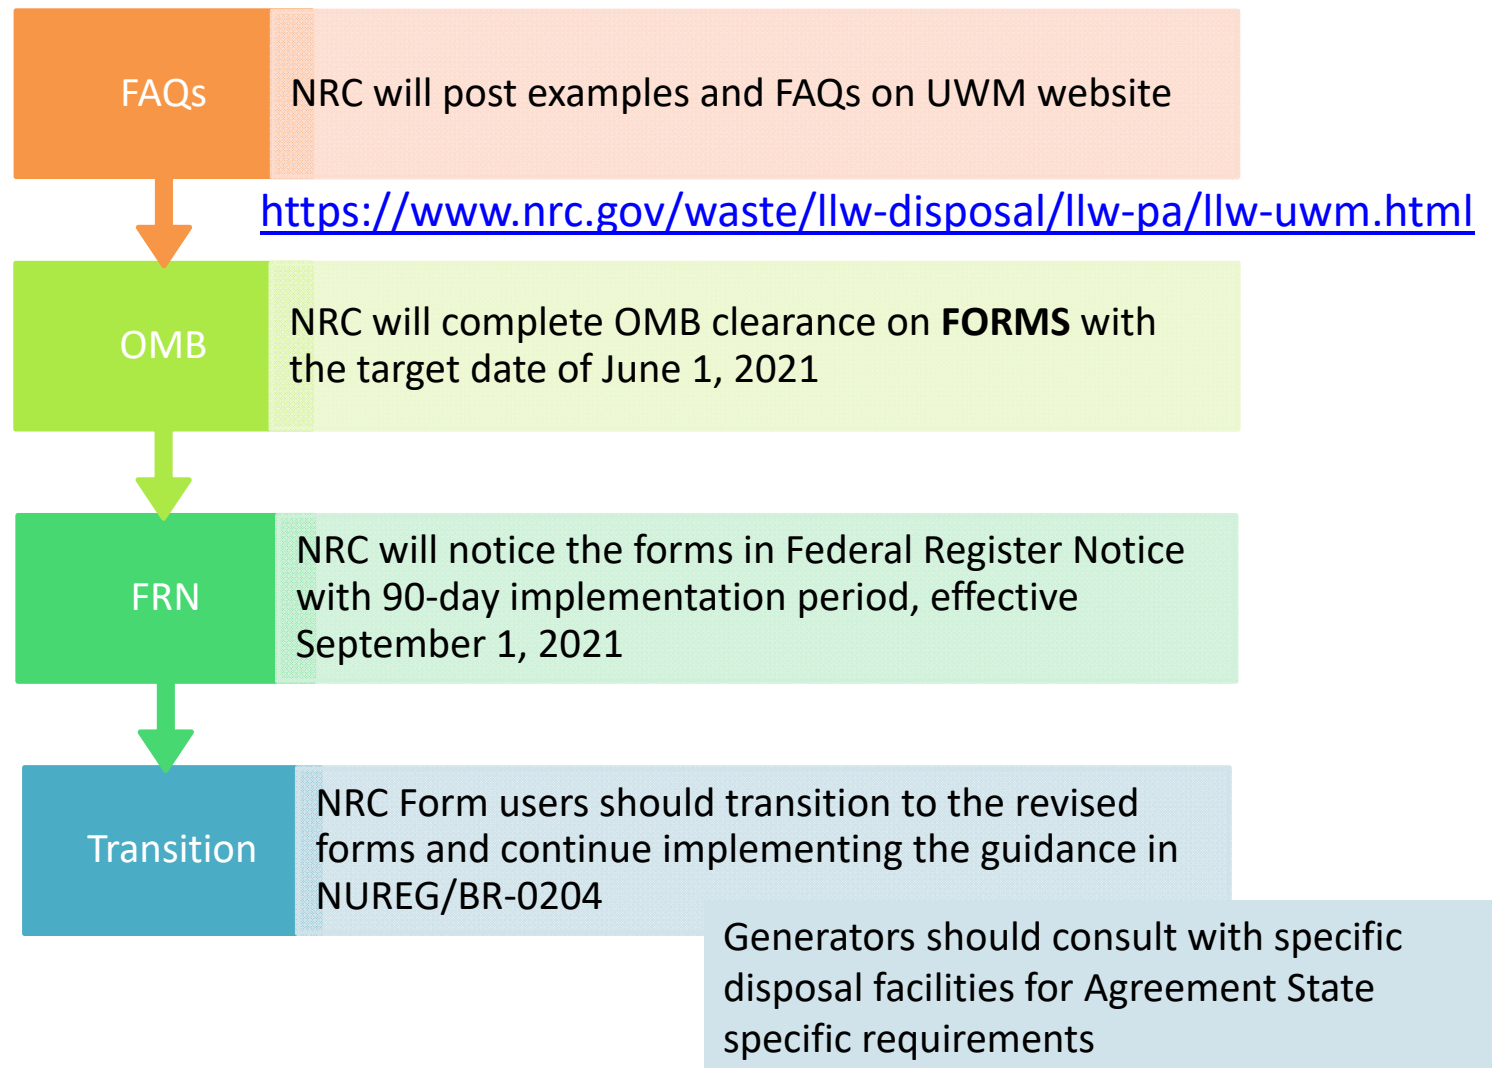 FAQs
NRC will post examples and FAQs on UWM website
https://www.nrc.gov/waste/llw-disposal/llw-pa/llw-uwm.html
OMB
NRC will complete OMB clearance on FORMS with
the target date of June 1, 2021
FRN
NRC will notice the forms in Federal Register Notice
with 90-day implementation period, effective
September 1, 2021
Transition
NRC Form users should transition to the revised
forms and continue implementing the guidance in
NUREG/BR-0204
Generators should consult with specific
disposal facilities for Agreement State
specific requirements